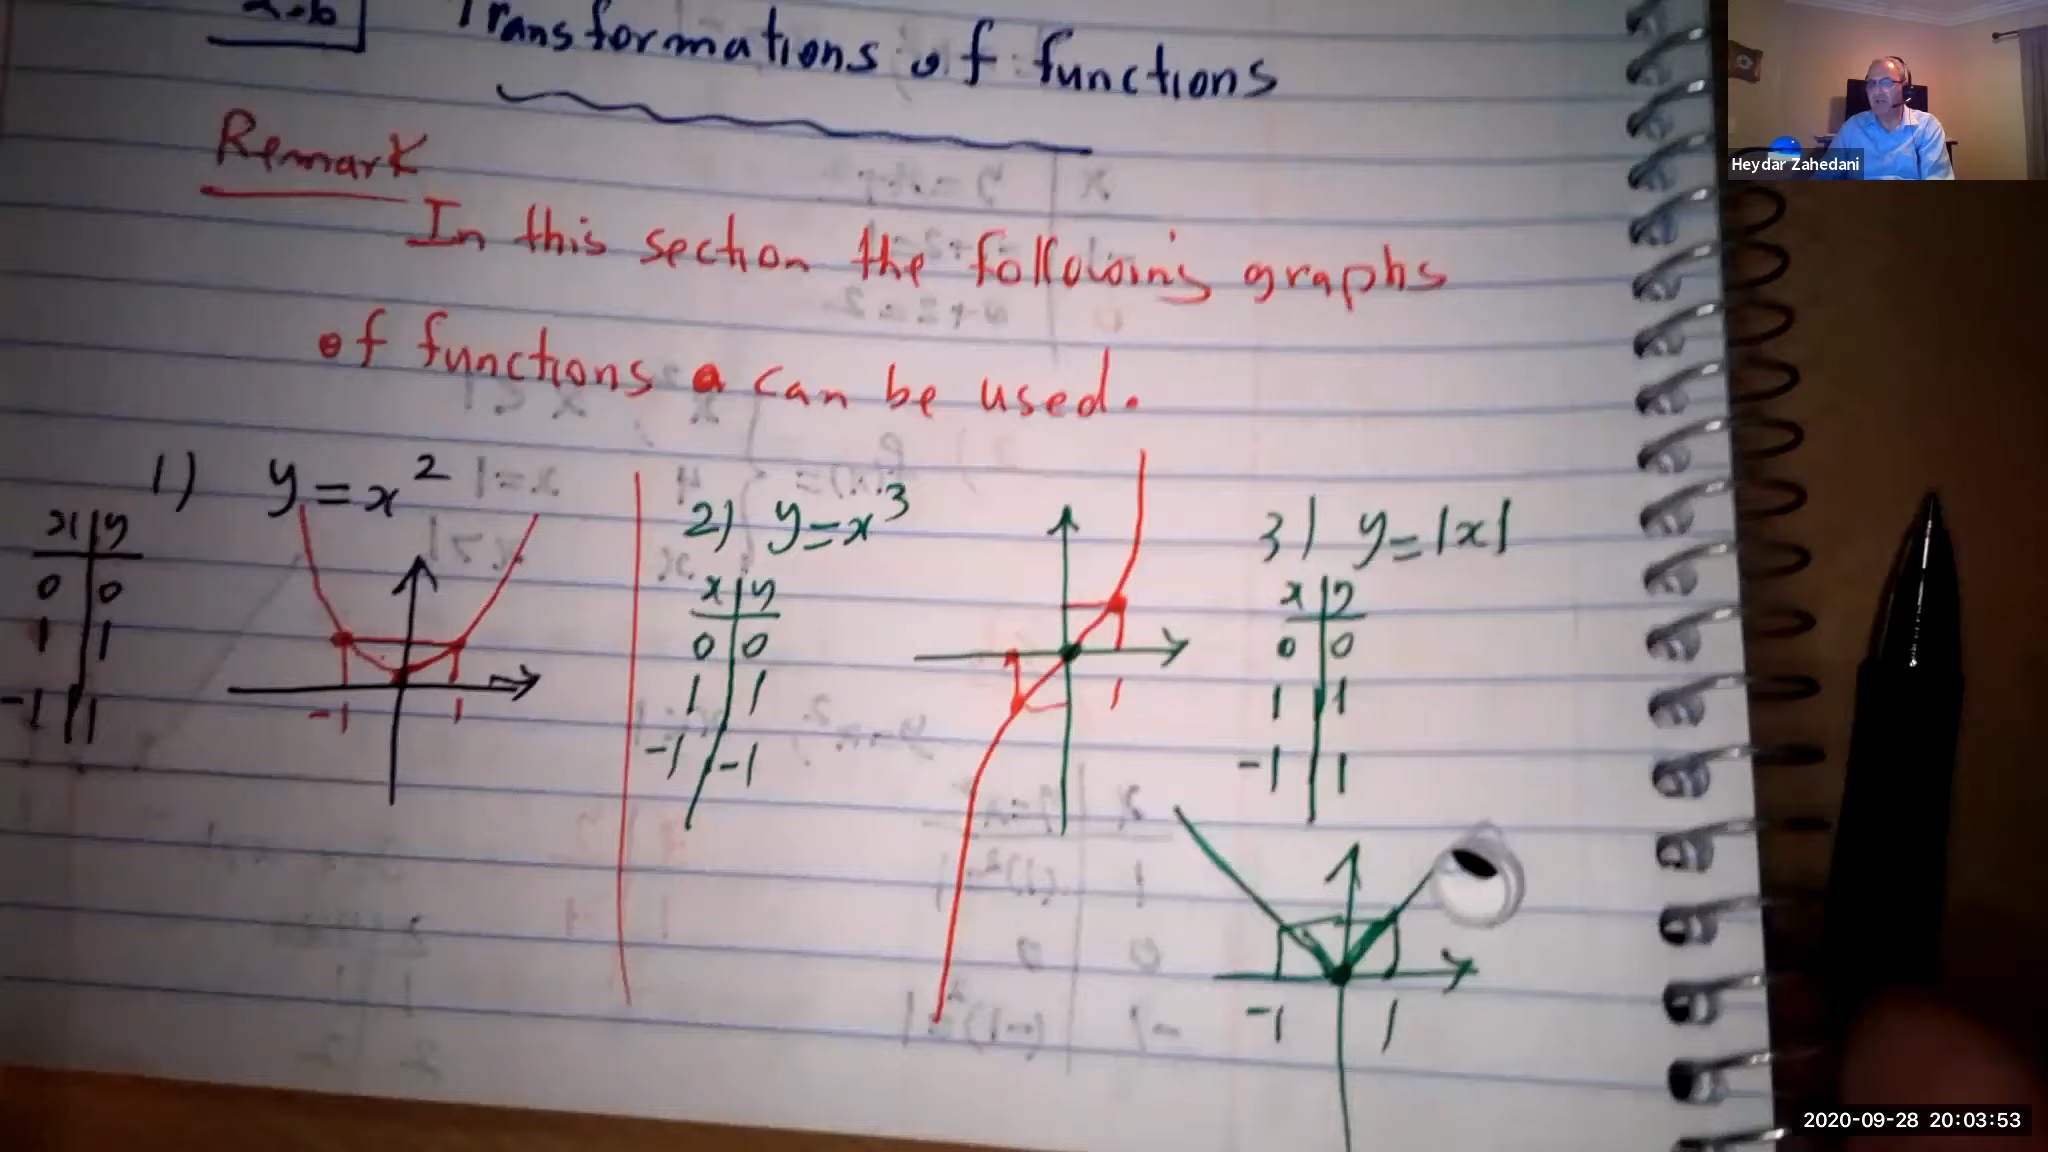 2.6 Transformations of functions
Remark
In this section the following graphs
of functions a can be used.
1) y = x²
x | y
0 | 0
1 | 1
-1 | 1
-1 1
2) y = x³
x | y
0 | 0
1 | 1
-1 | -1
1
3) y = |x|
x | y
0 | 0
1 | 1
-1 | 1
-1 1
Heydar Zahedani
2020-09-28 20:03:53